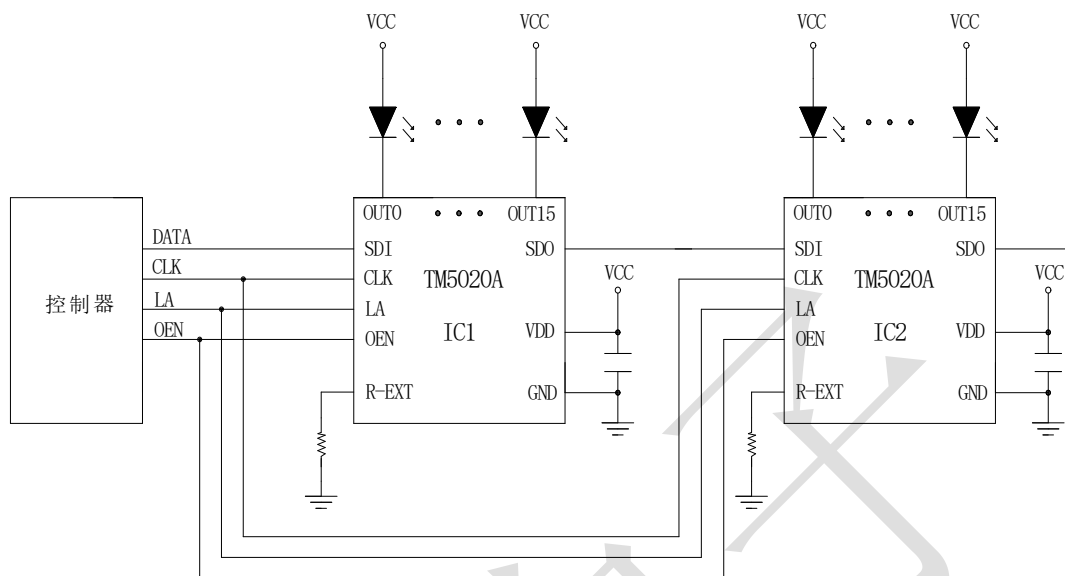 VCC VCC VCC VCC
OUT0 OUT15 OUT0 OUT15
DATA SDI SDO SDI SDO
CLK CLK TM5020A VCC CLK TM5020A VCC
控制器 LA LA LA
OEN OEN IC1 VDD OEN IC2 VDD
R-EXT GND R-EXT GND